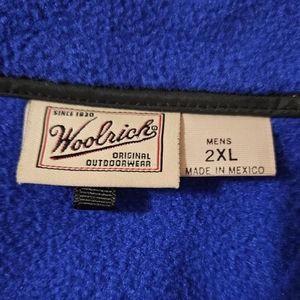 SINCE 1830
Woolrich®
ORIGINAL
OUTDOORWEAR
MENS
2XL
MADE IN MEXICO